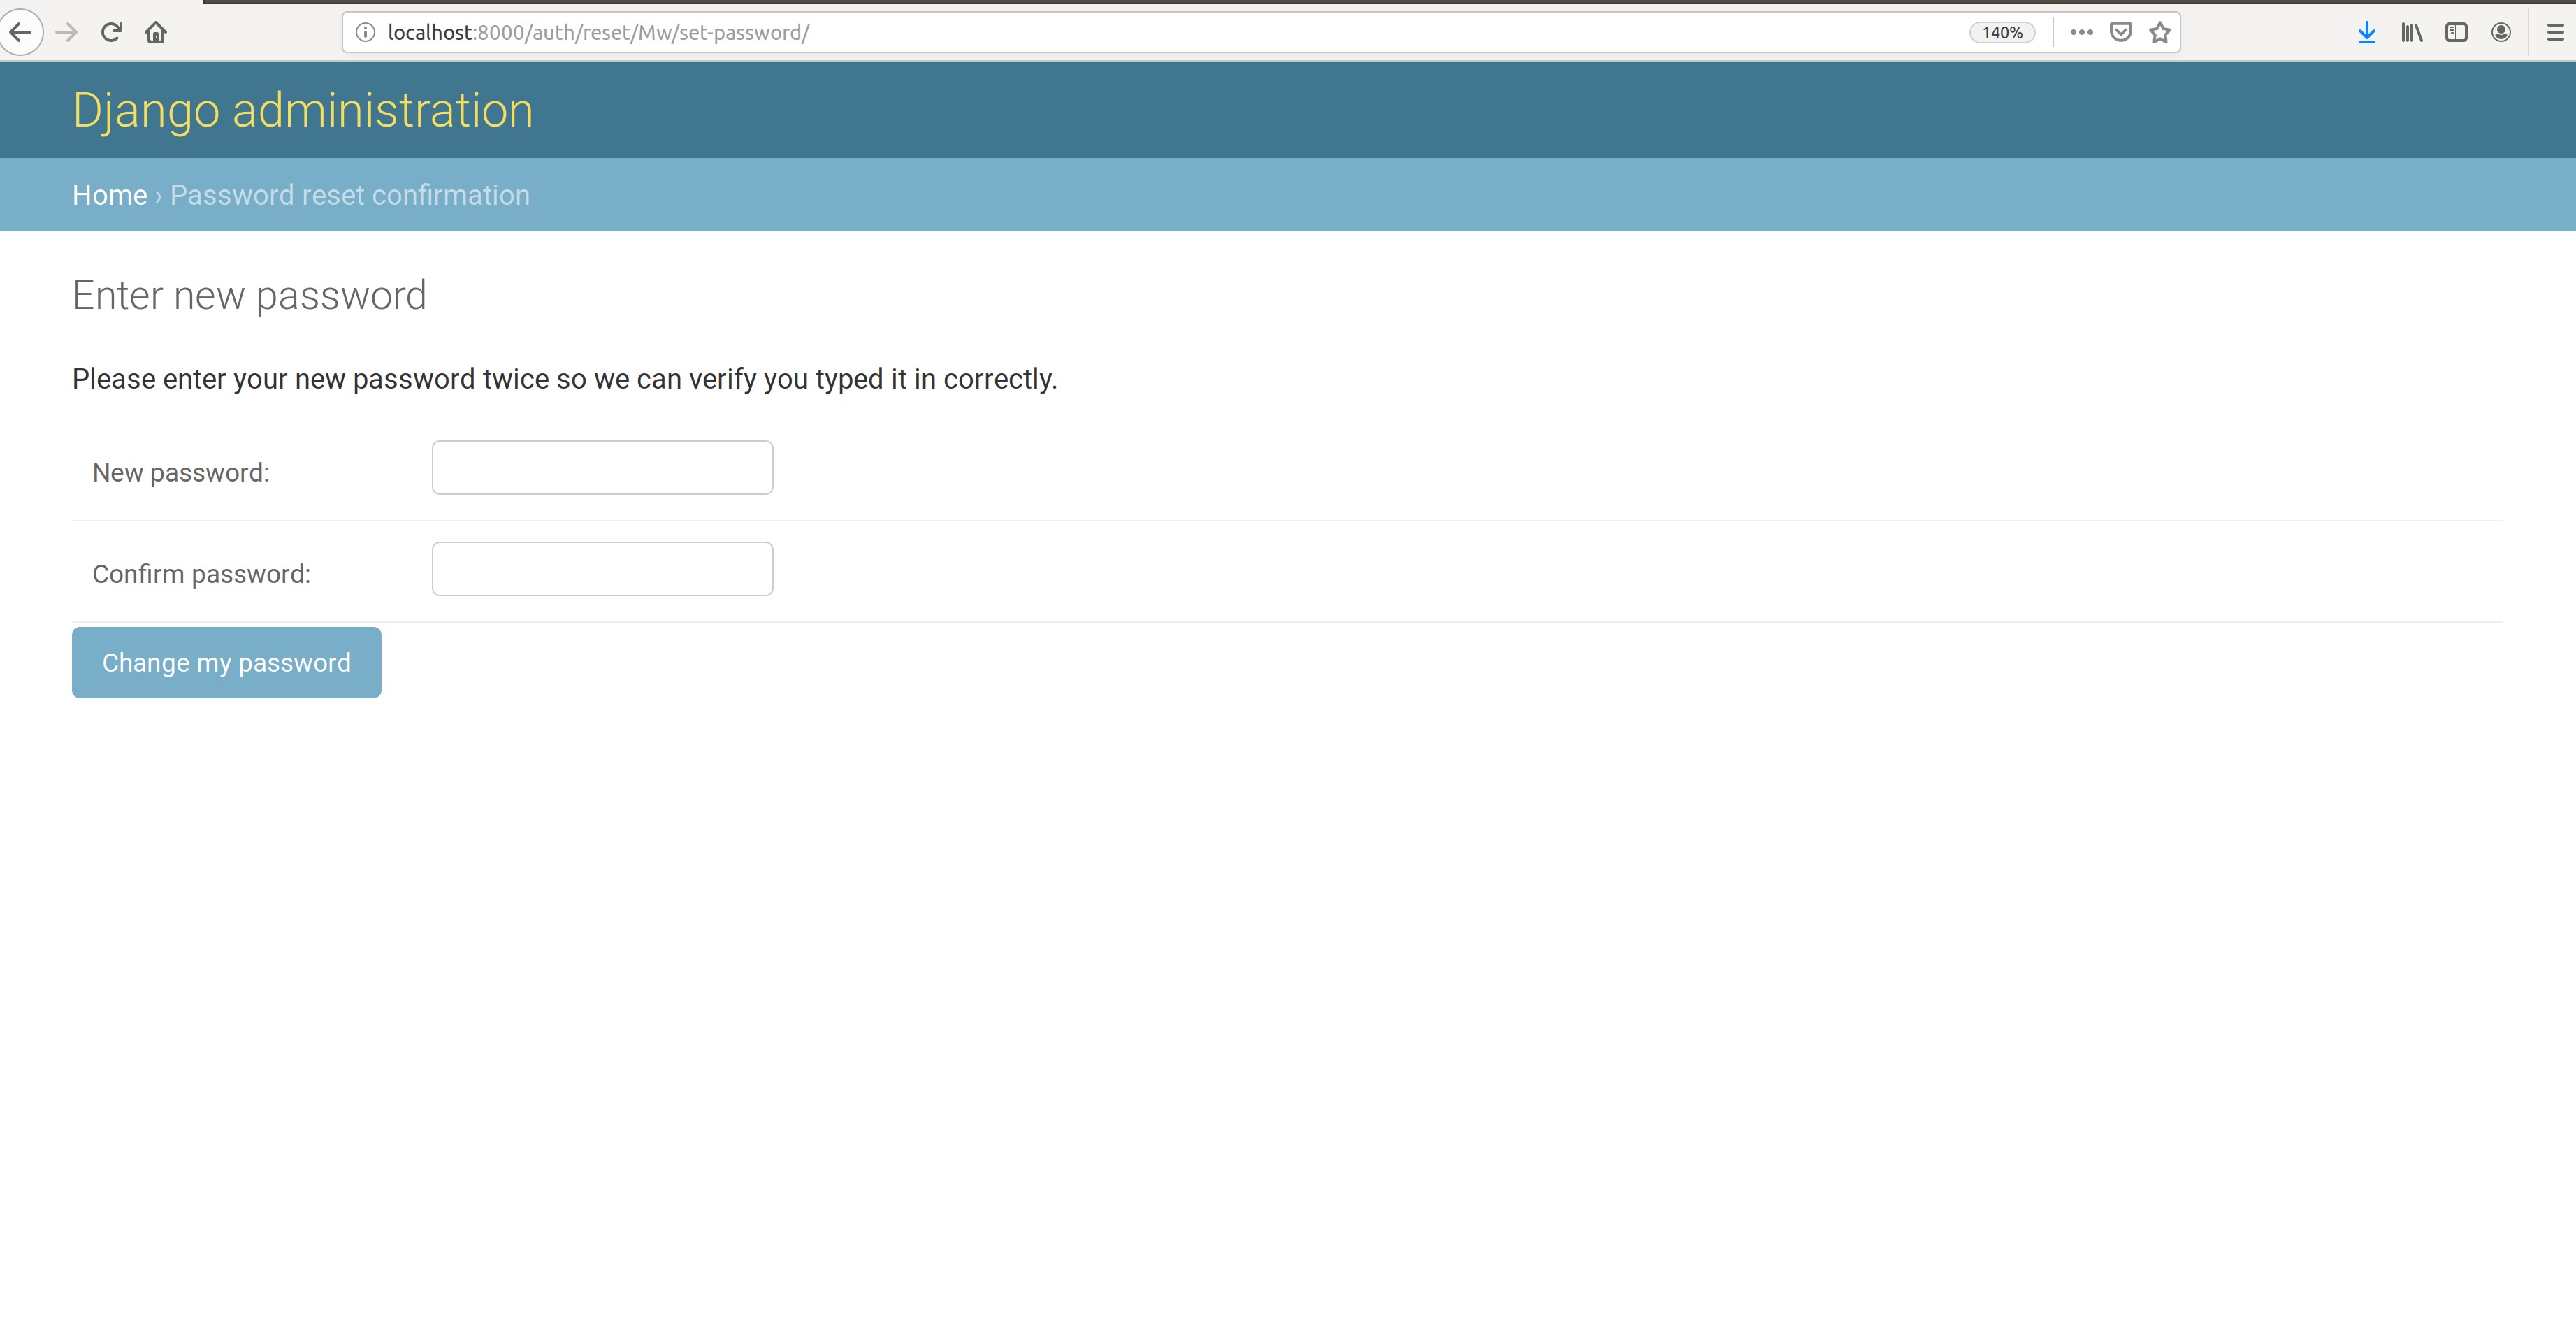 localhost:8000/auth/reset/Mw/set-password/ 140%
Django administration
Home › Password reset confirmation
Enter new password
Please enter your new password twice so we can verify you typed it in correctly.
New password:
Confirm password:
Change my password